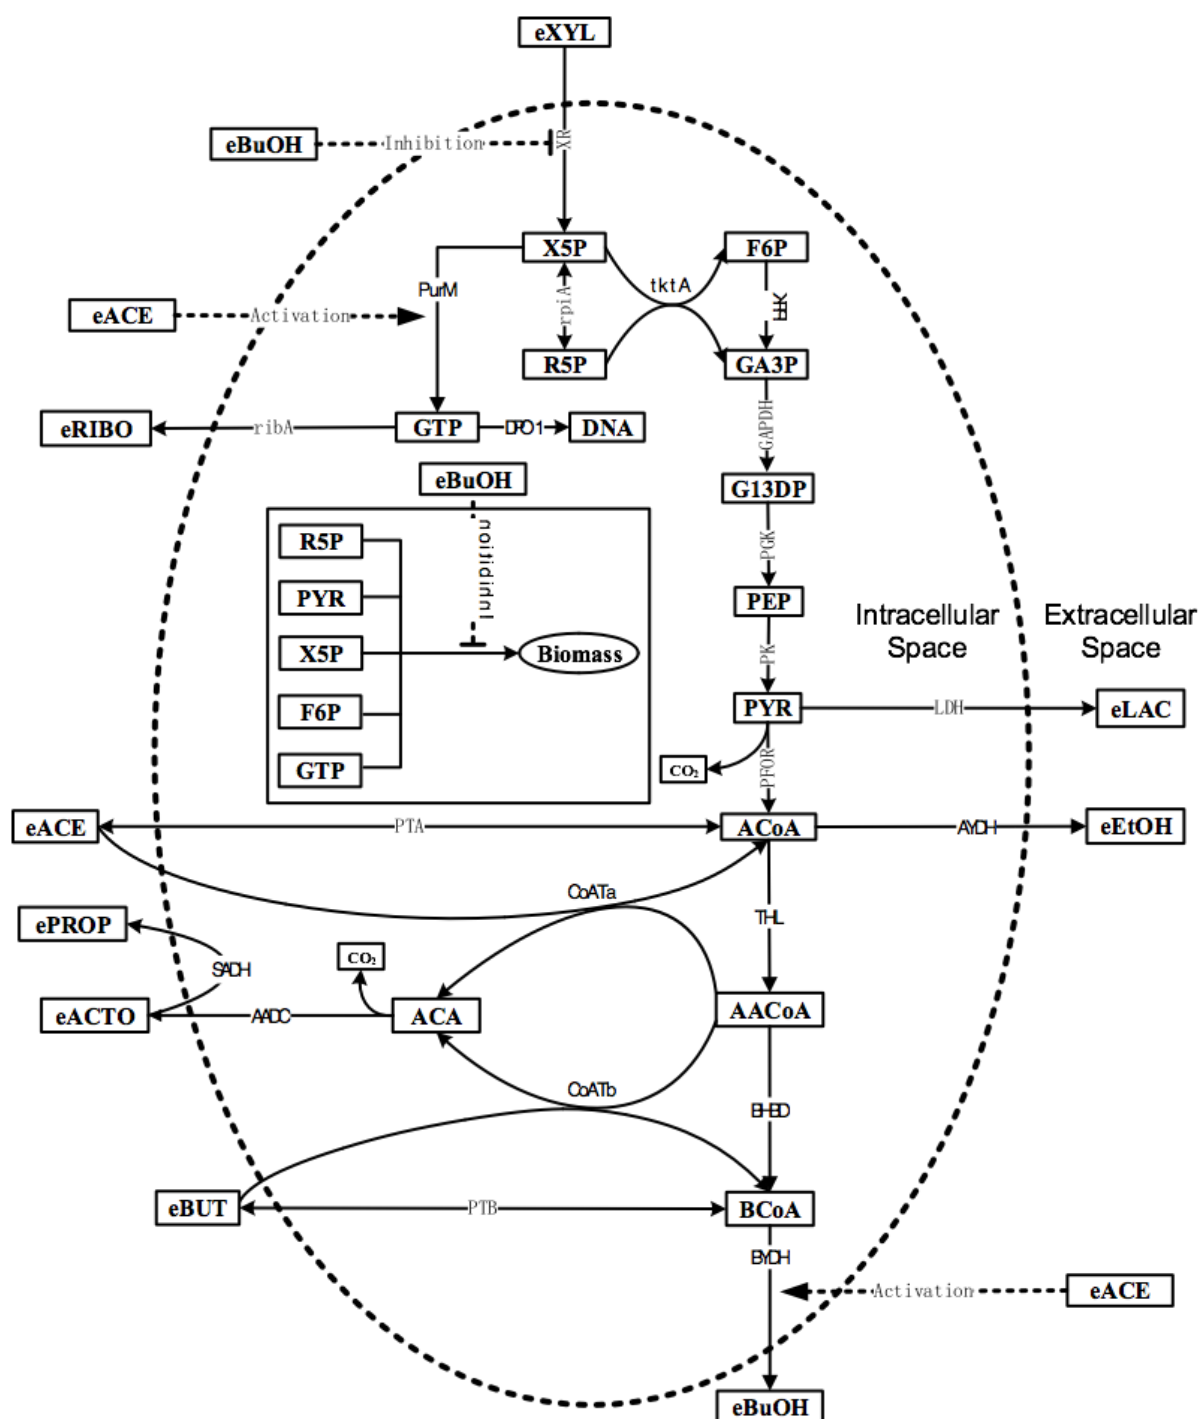 eXYL
eBuOH
Inhibition
XR
X5P
F6P
PurM
tktA
rpiA
eACE
Activation
R5P
GA3P
GAPDH
eRIBO
ribA
GTP
DPO1
DNA
eBuOH
G13DP
Inhibition
R5P
PGK
PYR
PEP
Intracellular
Space
Extracellular
Space
X5P
Biomass
PK
F6P
PYR
LDH
eLAC
GTP
CO₂
PFOR
eACE
PTA
ACoA
AYDH
eEtOH
CoATa
ePROP
THL
SADH
CO₂
eACTO
AADC
ACA
AACoA
CoATb
BHBD
eBUT
PTB
BCoA
BYDH
Activation
eACE
eBuOH